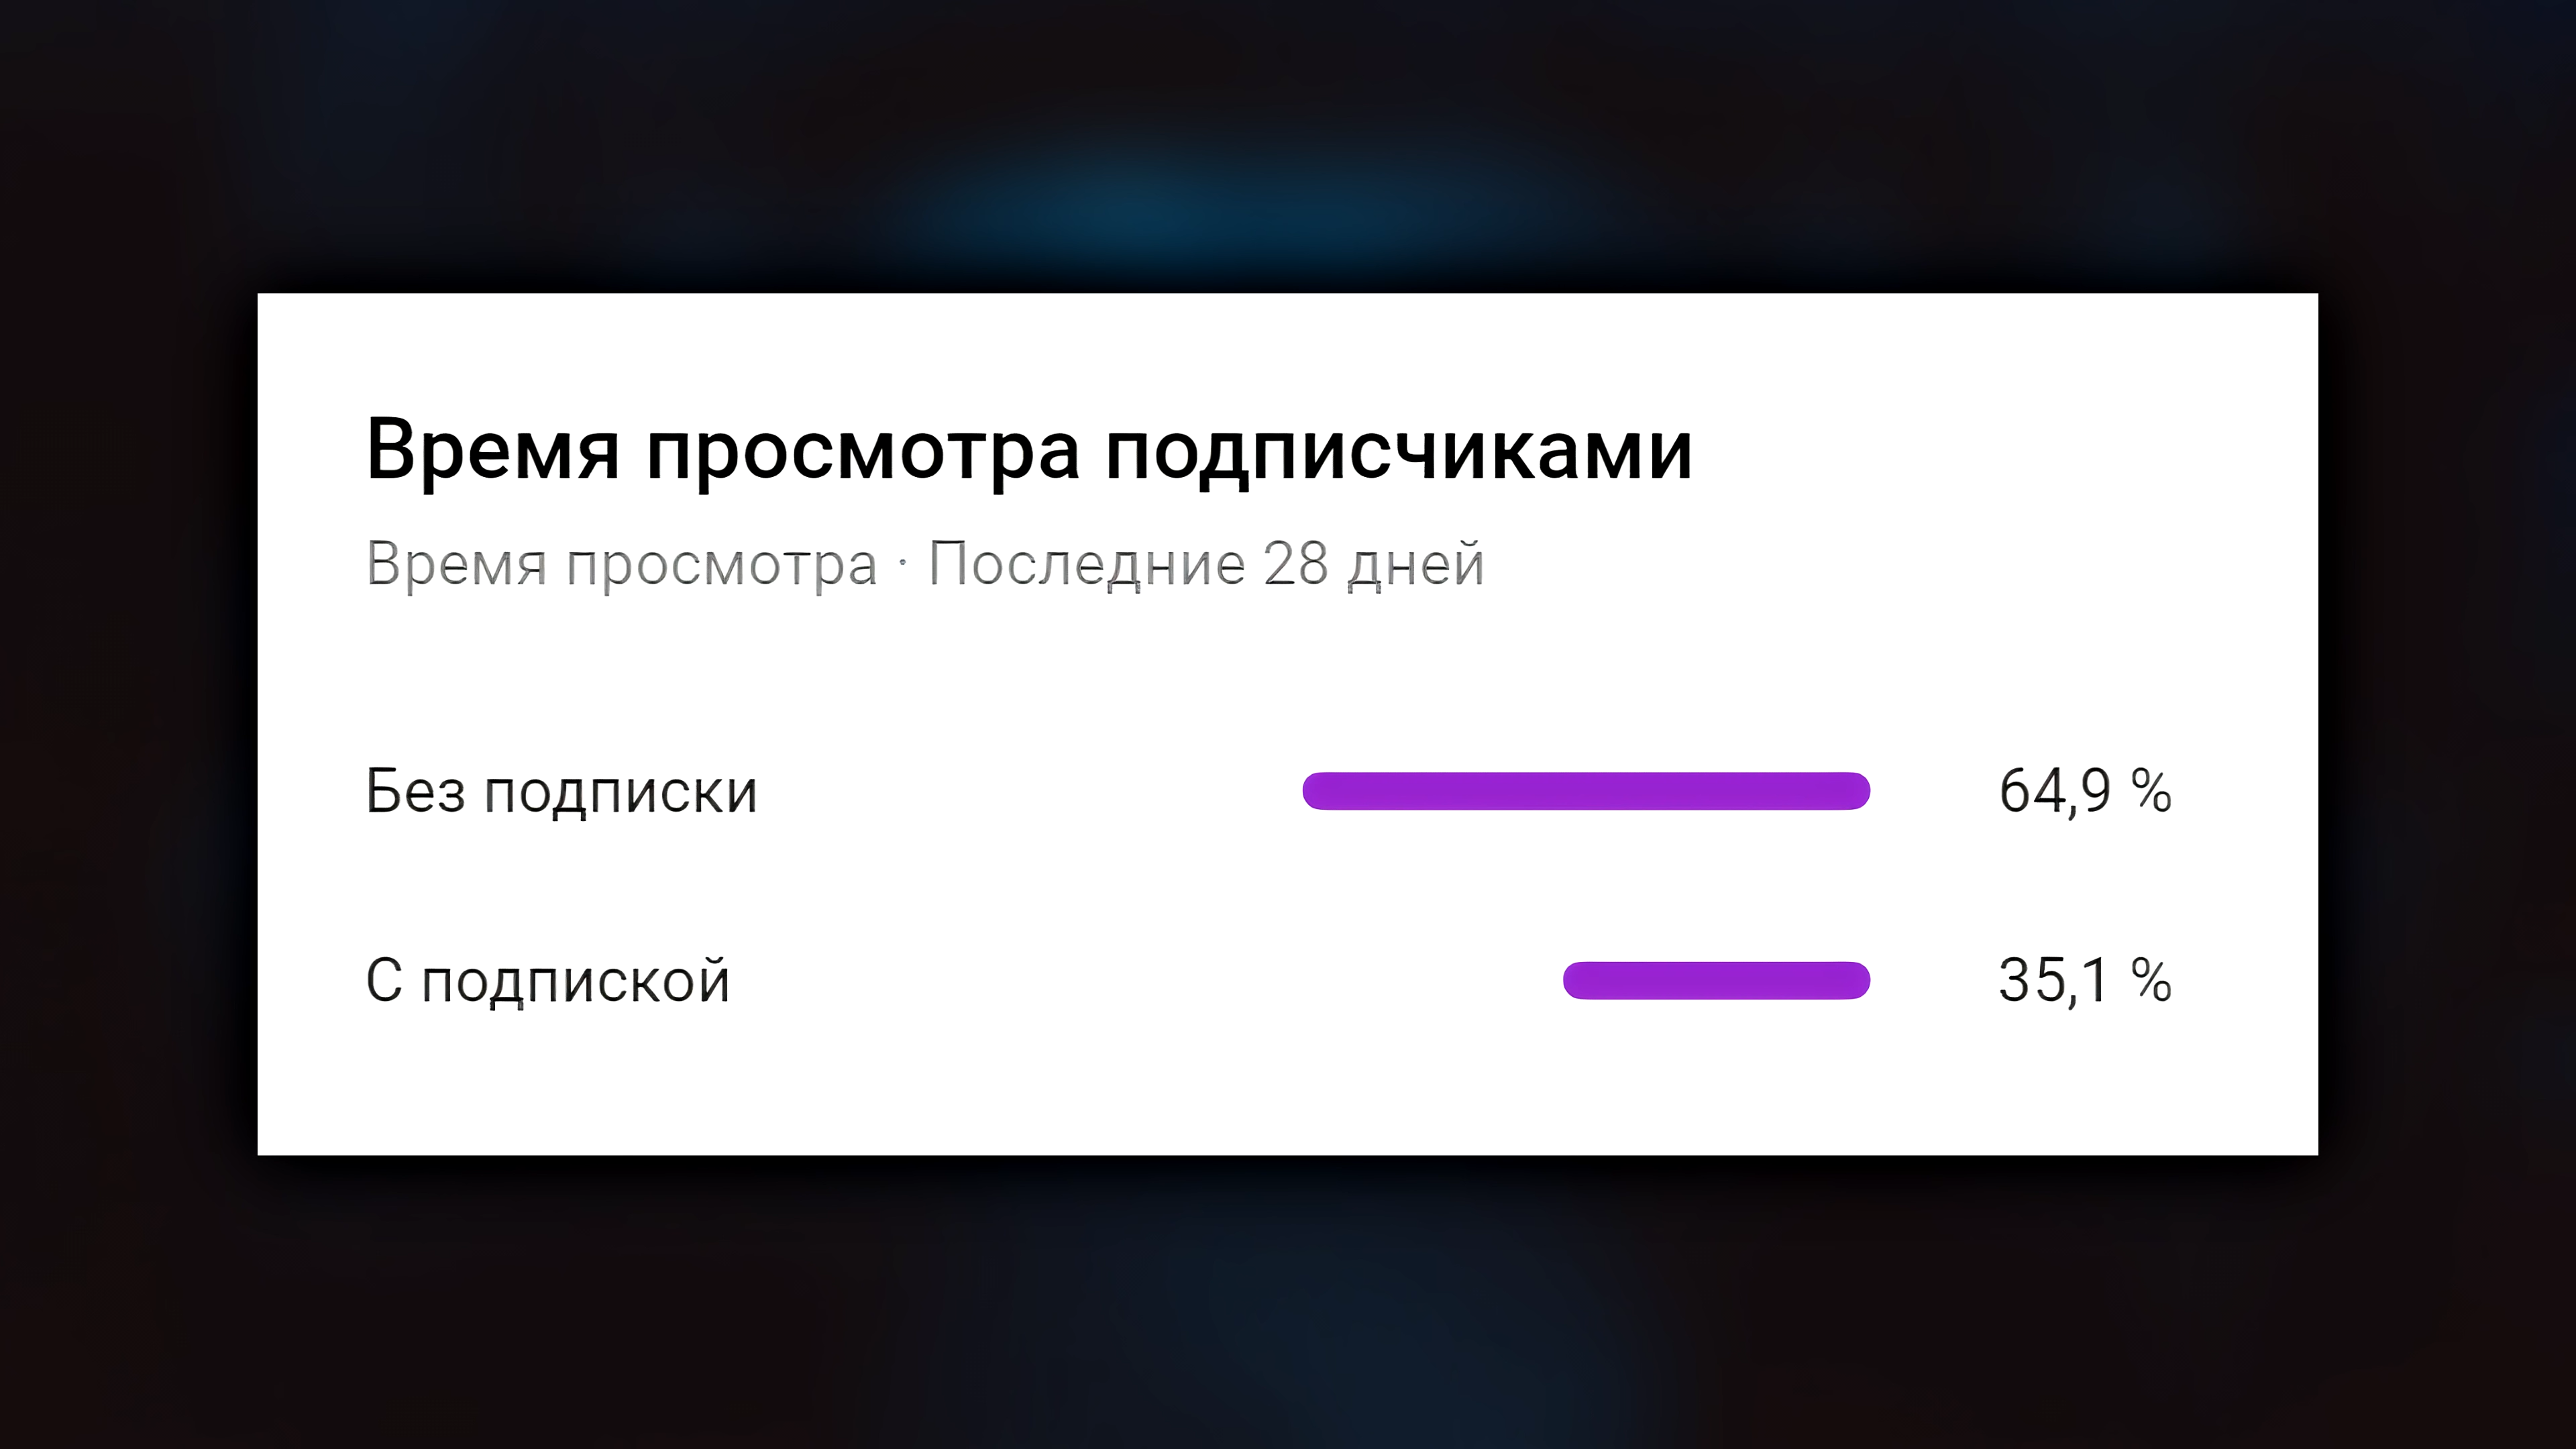 Время просмотра подписчиками
Время просмотра · Последние 28 дней
Без подписки 64,9 %
С подпиской 35,1 %